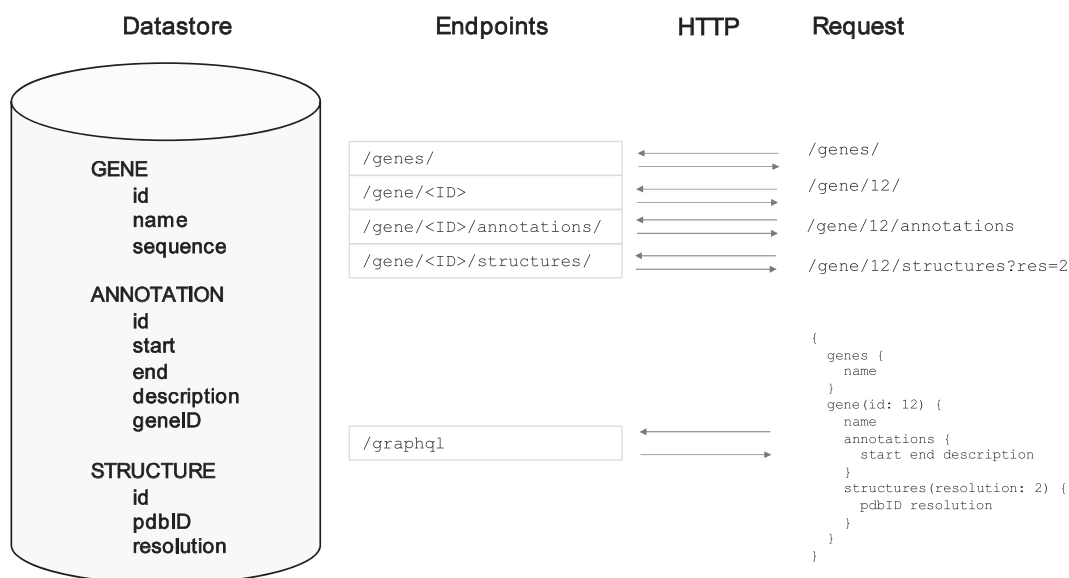 Datastore
Endpoints
HTTP
Request
GENE
id
name
sequence
ANNOTATION
id
start
end
description
geneID
STRUCTURE
id
pdbID
resolution
/genes/
/gene/<ID>
/gene/<ID>/annotations/
/gene/<ID>/structures/
/graphql
/genes/
/gene/12/
/gene/12/annotations
/gene/12/structures?res=2
{
  genes {
    name
  }
  gene(id: 12) {
    name
    annotations {
      start end description
    }
    structures(resolution: 2) {
      pdbID resolution
    }
  }
}